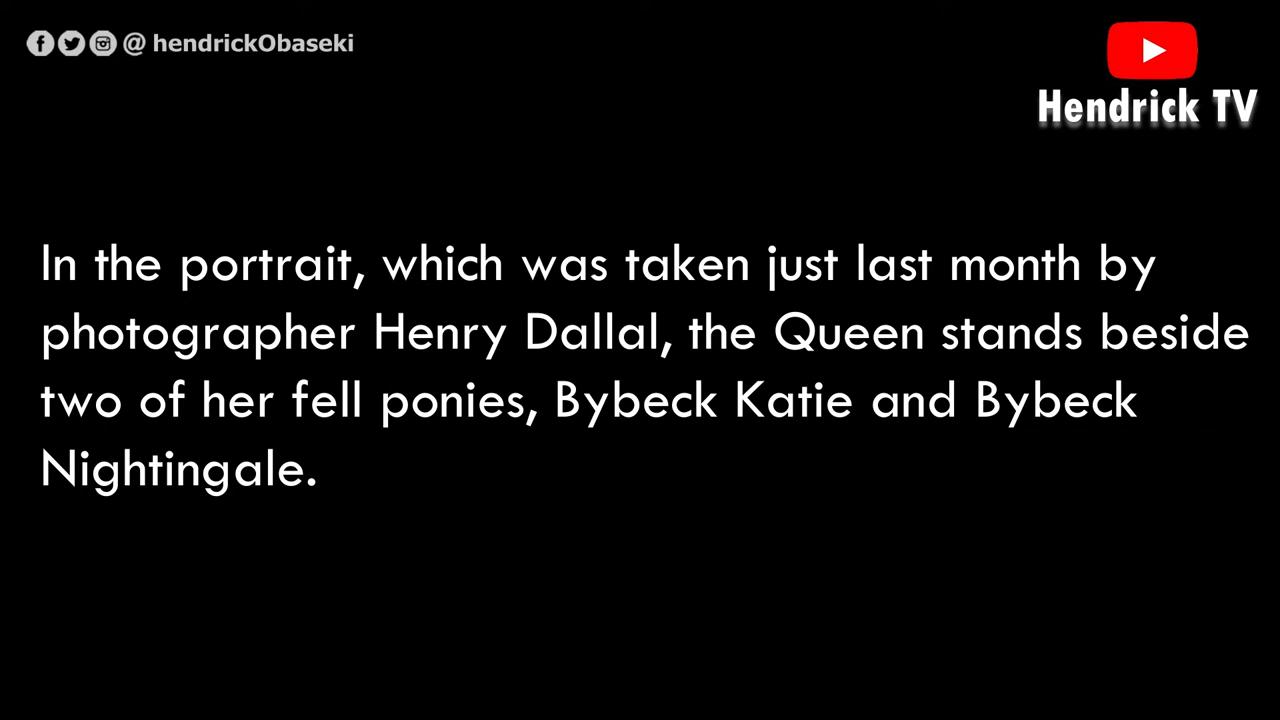 @ hendrickObaseki
Hendrick TV
In the portrait, which was taken just last month by
photographer Henry Dallal, the Queen stands beside
two of her fell ponies, Bybeck Katie and Bybeck
Nightingale.